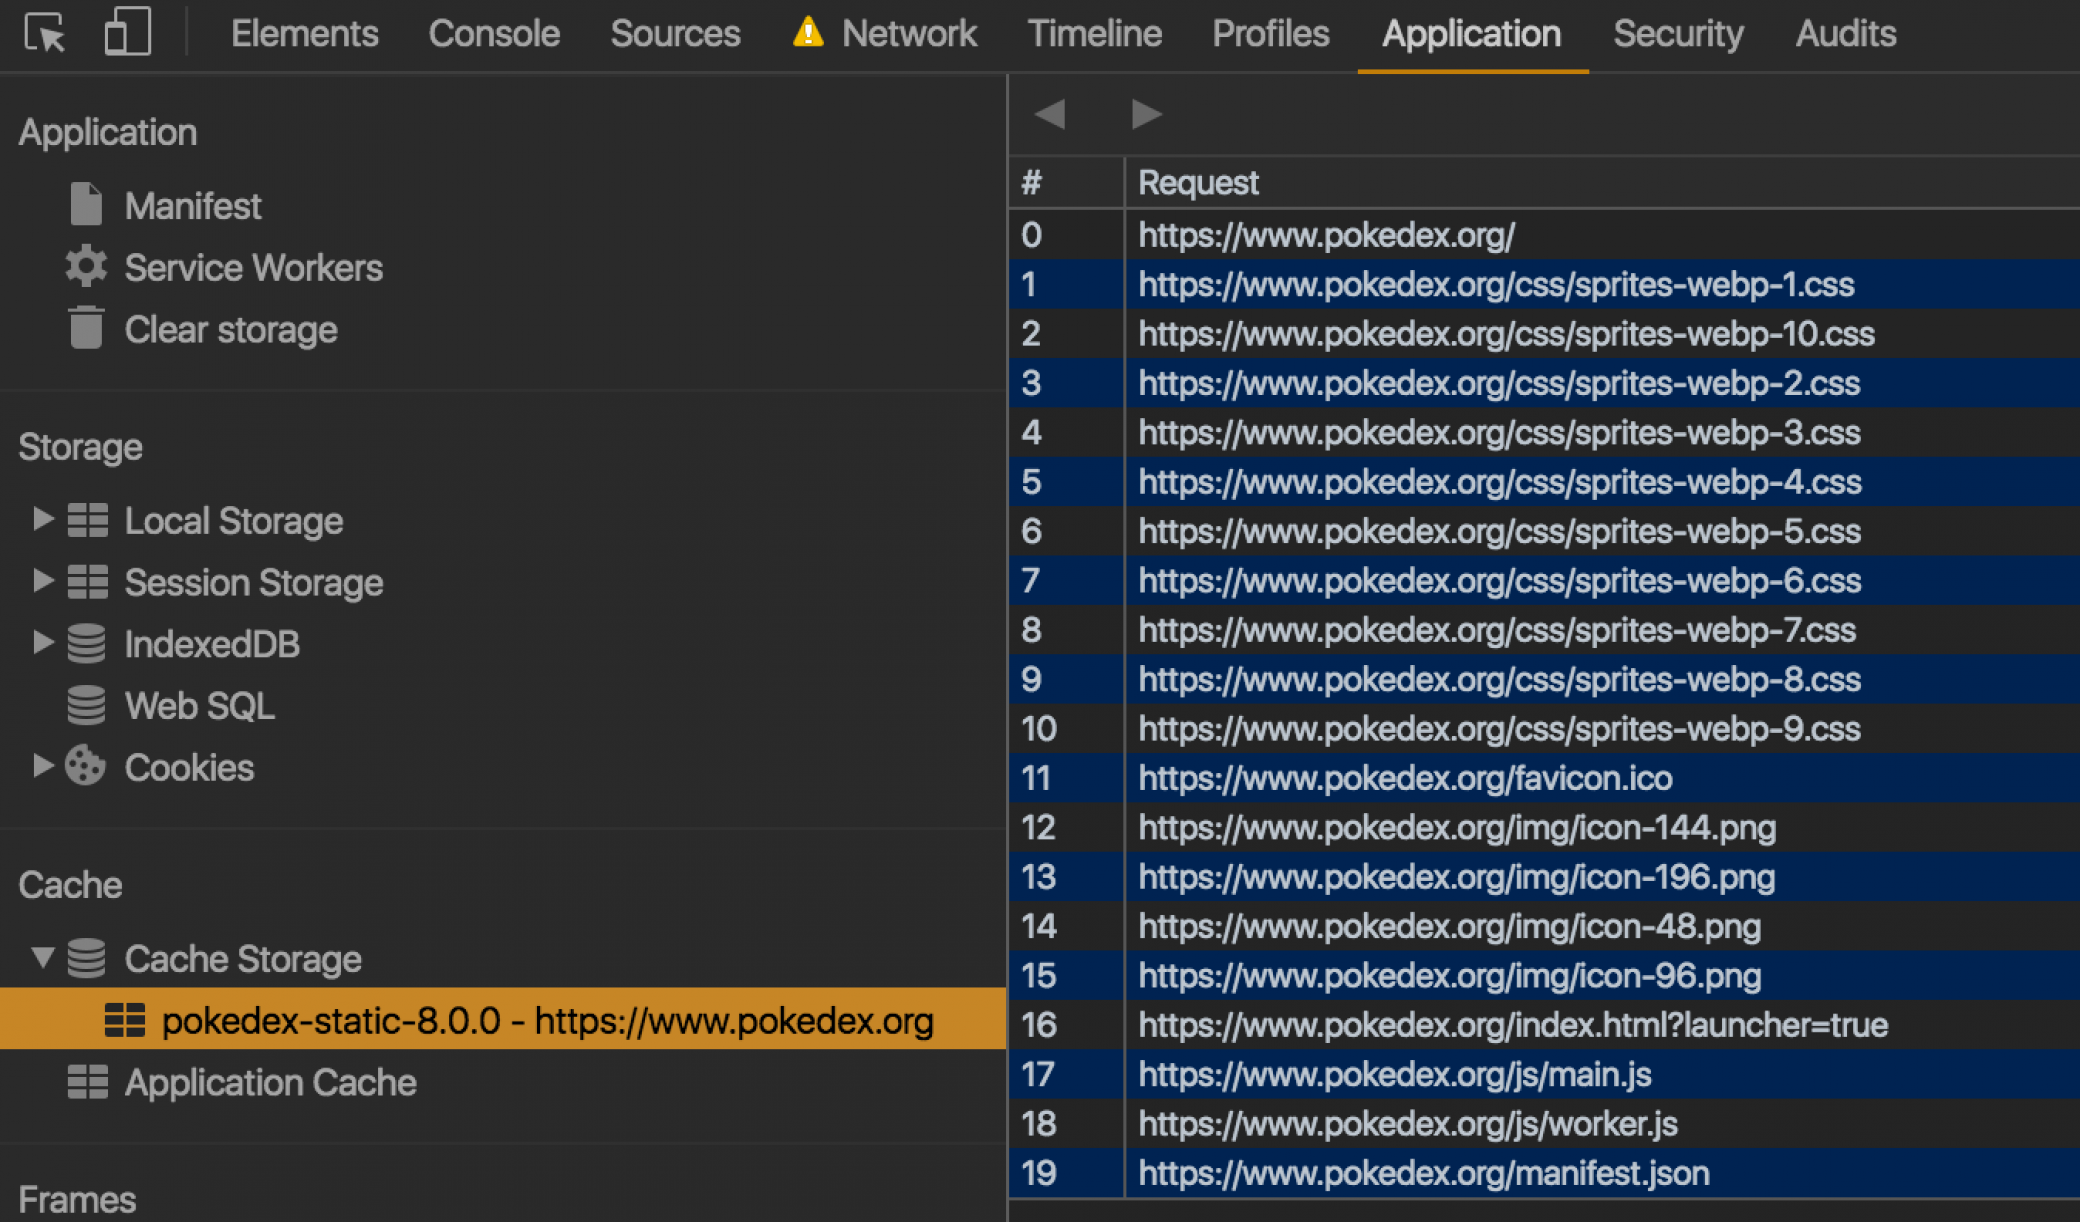 Elements Console Sources Network Timeline Profiles Application Security Audits
Application
Manifest
Service Workers
Clear storage
Storage
Local Storage
Session Storage
IndexedDB
Web SQL
Cookies
Cache
Cache Storage
pokedex-static-8.0.0 - https://www.pokedex.org
Application Cache
Frames
# Request
0 https://www.pokedex.org/
1 https://www.pokedex.org/css/sprites-webp-1.css
2 https://www.pokedex.org/css/sprites-webp-10.css
3 https://www.pokedex.org/css/sprites-webp-2.css
4 https://www.pokedex.org/css/sprites-webp-3.css
5 https://www.pokedex.org/css/sprites-webp-4.css
6 https://www.pokedex.org/css/sprites-webp-5.css
7 https://www.pokedex.org/css/sprites-webp-6.css
8 https://www.pokedex.org/css/sprites-webp-7.css
9 https://www.pokedex.org/css/sprites-webp-8.css
10 https://www.pokedex.org/css/sprites-webp-9.css
11 https://www.pokedex.org/favicon.ico
12 https://www.pokedex.org/img/icon-144.png
13 https://www.pokedex.org/img/icon-196.png
14 https://www.pokedex.org/img/icon-48.png
15 https://www.pokedex.org/img/icon-96.png
16 https://www.pokedex.org/index.html?launcher=true
17 https://www.pokedex.org/js/main.js
18 https://www.pokedex.org/js/worker.js
19 https://www.pokedex.org/manifest.json